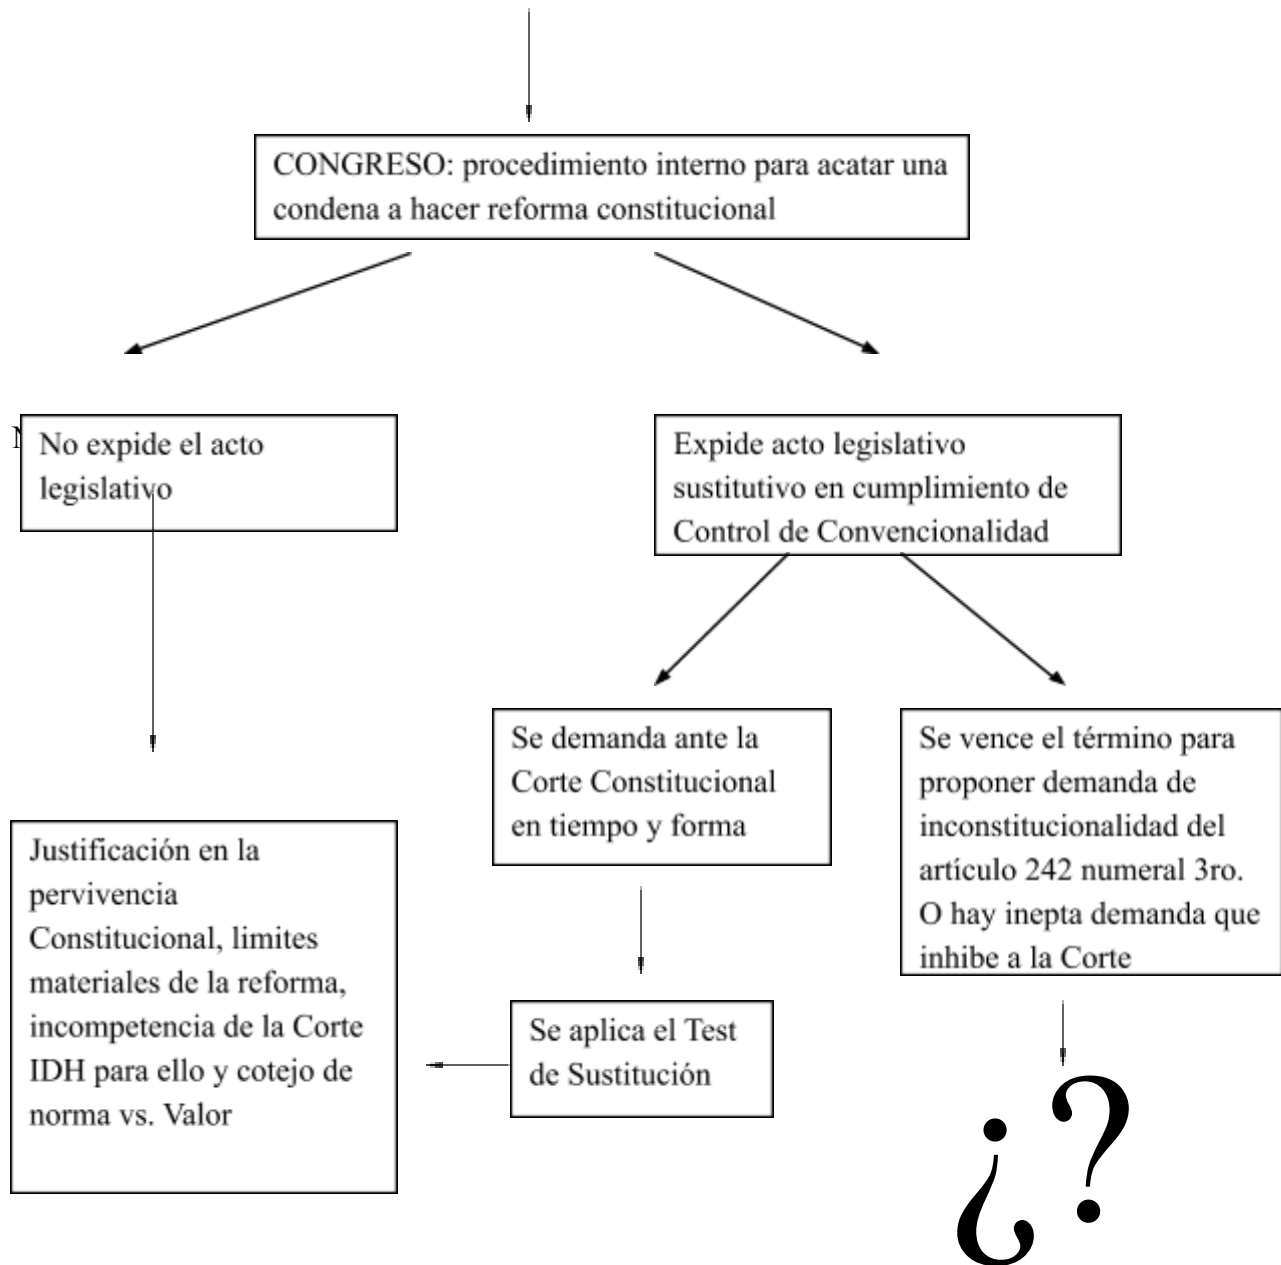 CONGRESO: procedimiento interno para acatar una
condena a hacer reforma constitucional
No expide el acto
legislativo
Expide acto legislativo
sustitutivo en cumplimiento de
Control de Convencionalidad
Se demanda ante la
Corte Constitucional
en tiempo y forma
Se vence el término para
proponer demanda de
inconstitucionalidad del
artículo 242 numeral 3ro.
O hay inepta demanda que
inhibe a la Corte
Justificación en la
pervivencia
Constitucional, limites
materiales de la reforma,
incompetencia de la Corte
IDH para ello y cotejo de
norma vs. Valor
Se aplica el Test
de Sustitución
¿?